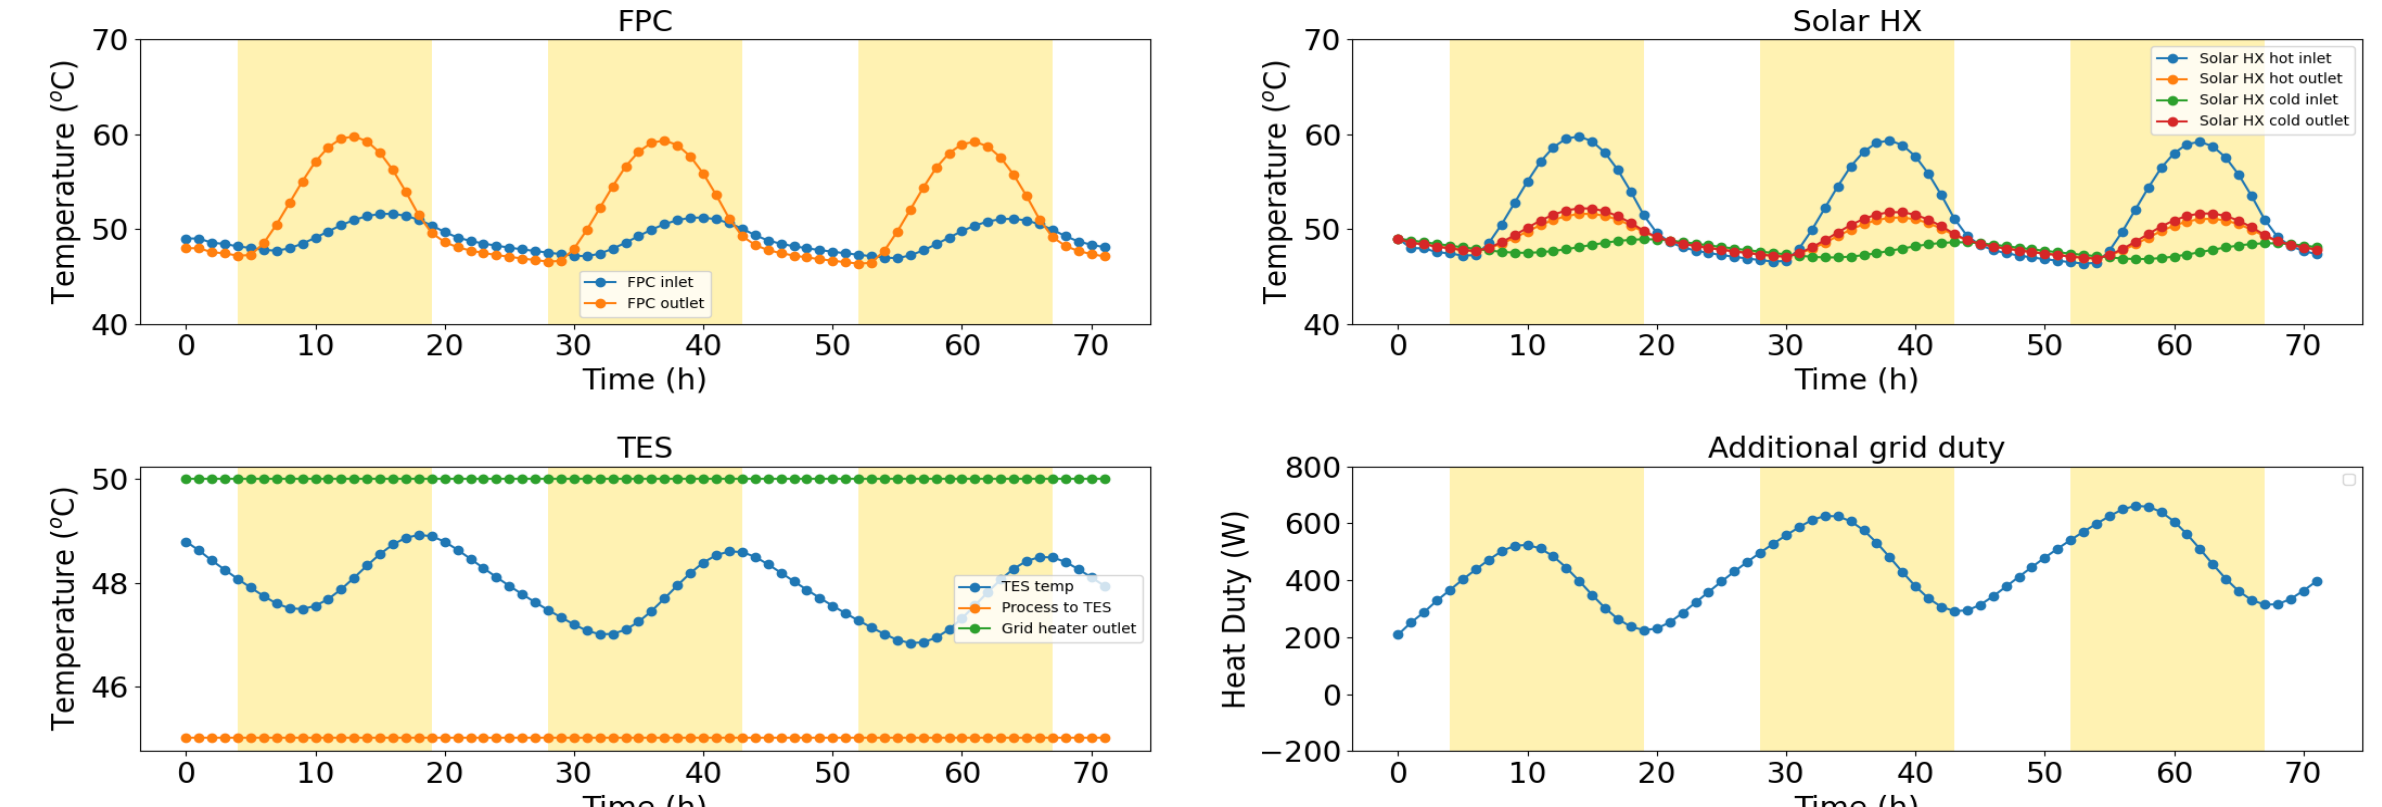 FPC
Temperature (°C)
70
60
50
40
FPC inlet
FPC outlet
0 10 20 30 40 50 60 70
Time (h)
Solar HX
Temperature (°C)
70
60
50
40
Solar HX hot inlet
Solar HX hot outlet
Solar HX cold inlet
Solar HX cold outlet
0 10 20 30 40 50 60 70
Time (h)
TES
Temperature (°C)
50
48
46
TES temp
Process to TES
Grid heater outlet
0 10 20 30 40 50 60 70
Time (h)
Additional grid duty
Heat Duty (W)
800
600
400
200
0
−200
0 10 20 30 40 50 60 70
Time (h)